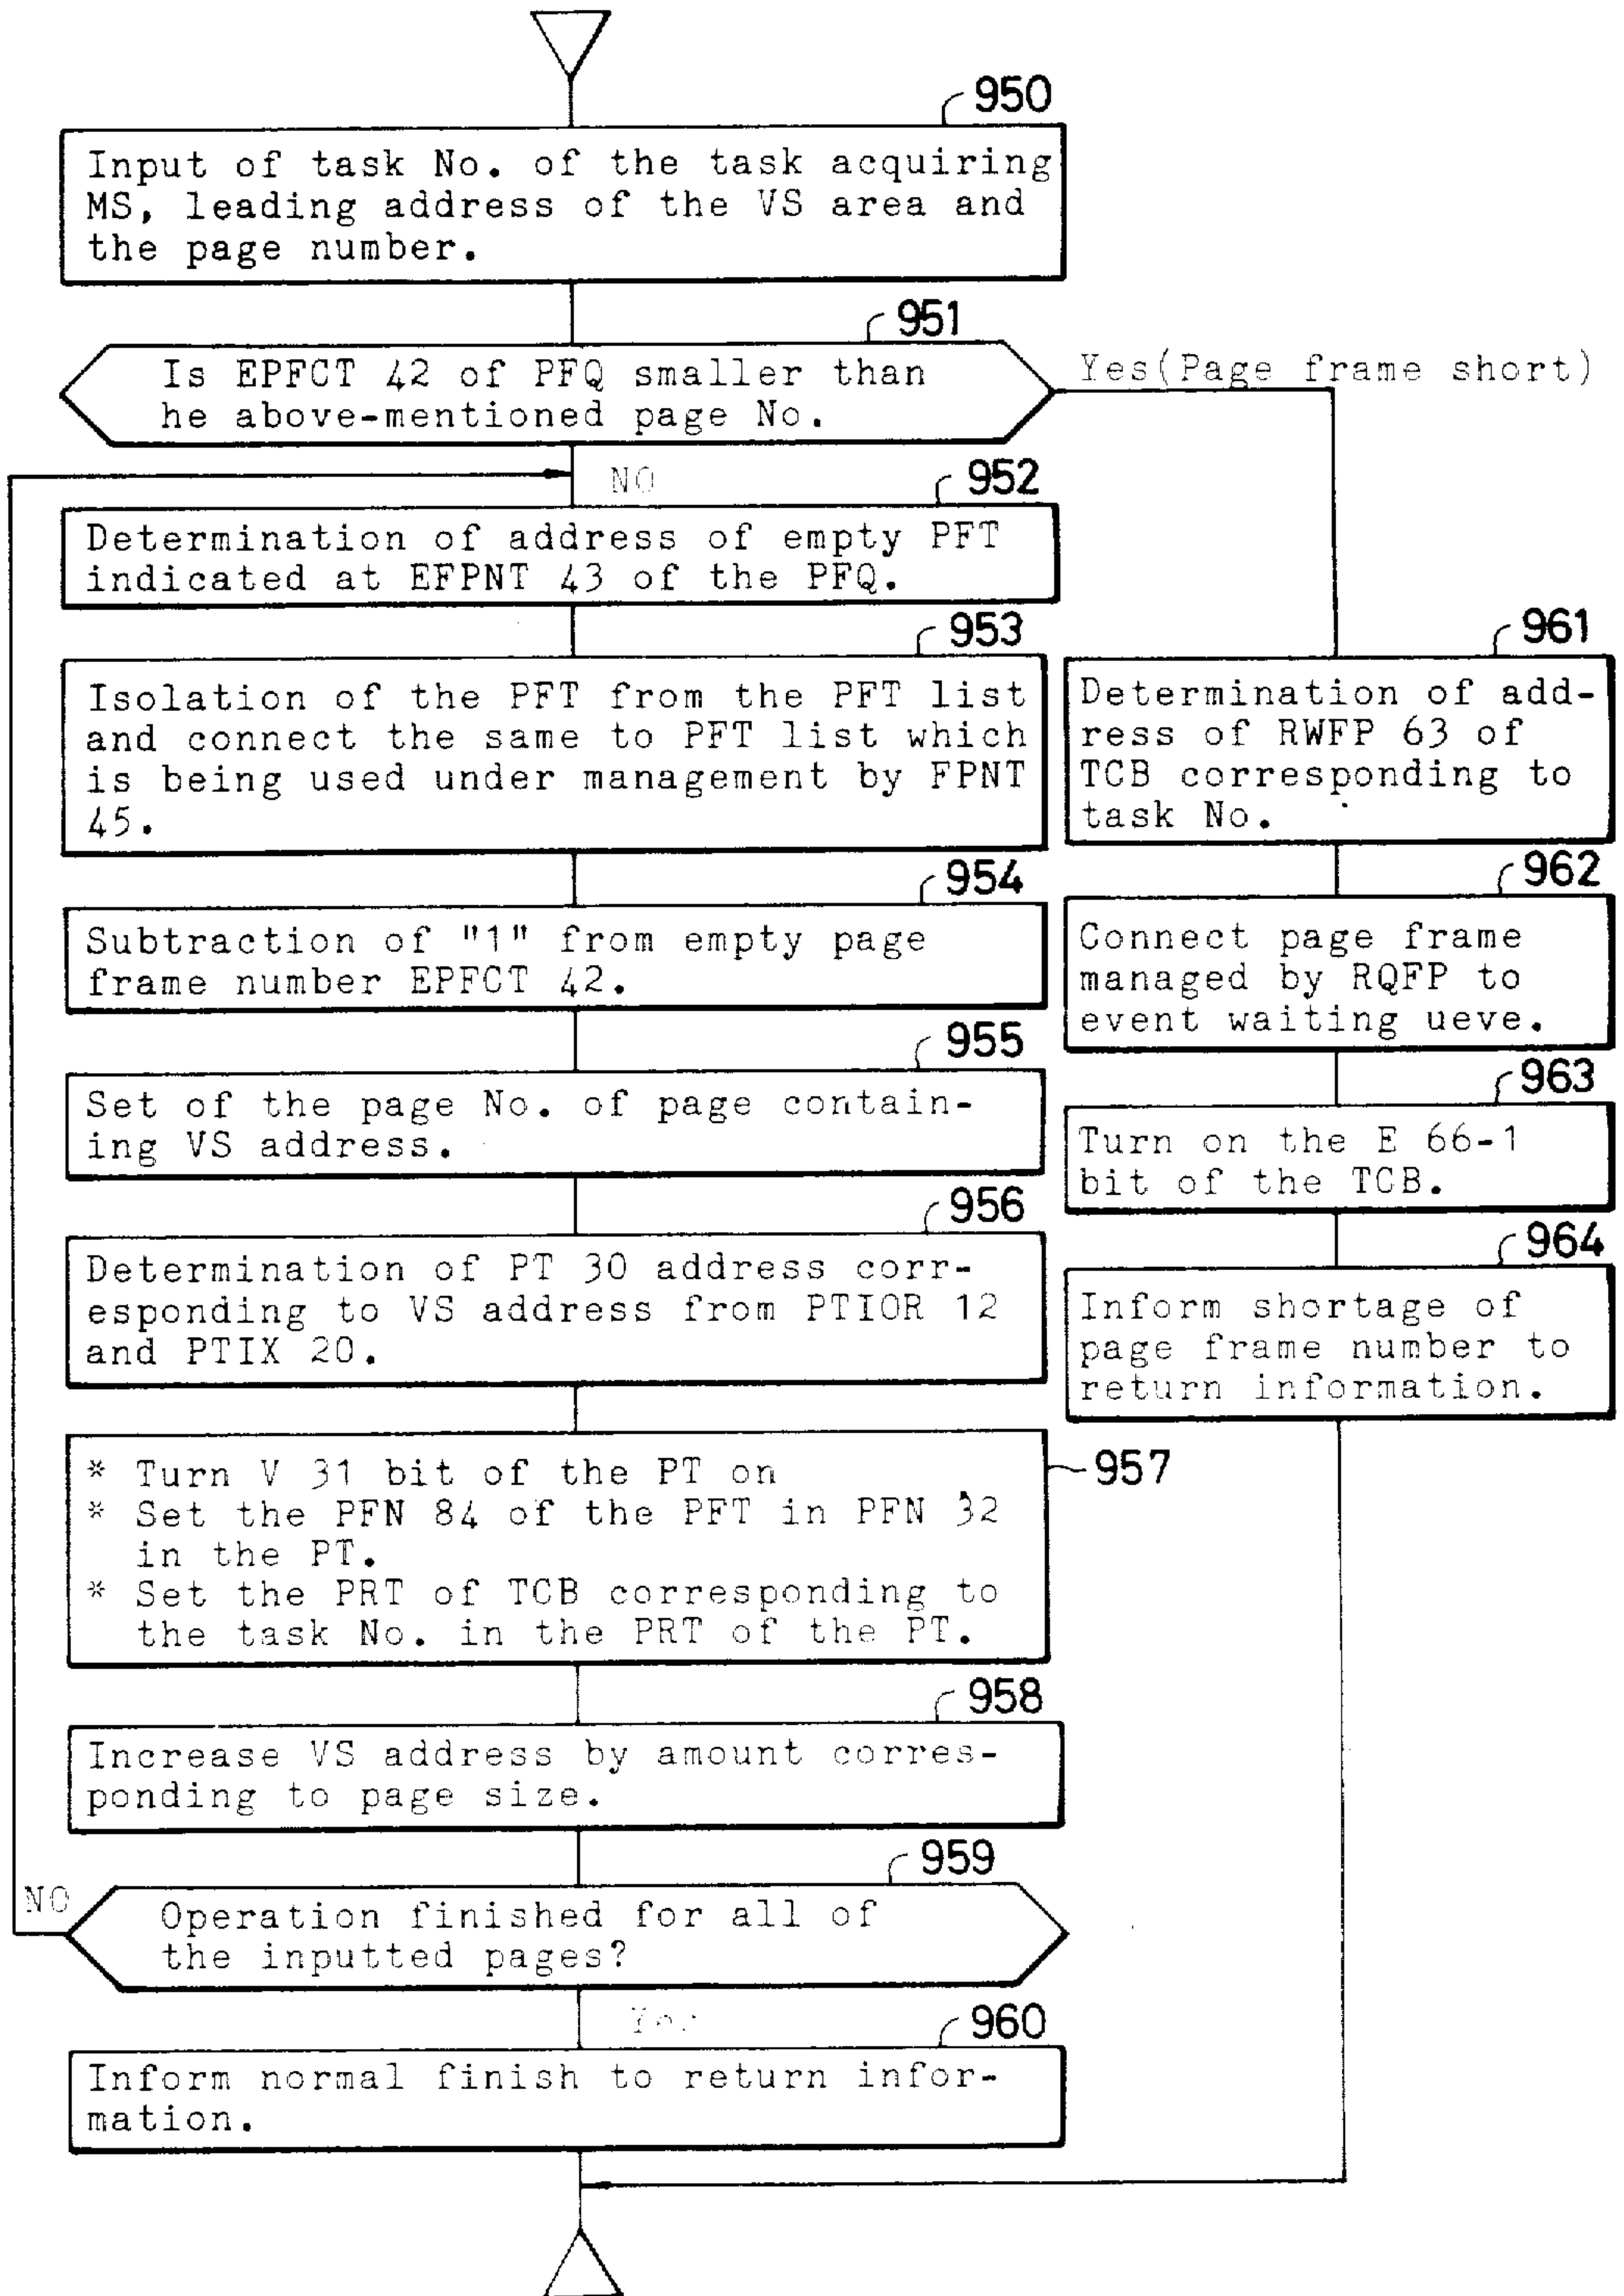 950
Input of task No. of the task acquiring
MS, leading address of the VS area and
the page number.
951
Is EPFCT 42 of PFQ smaller than
he above-mentioned page No.
Yes(Page frame short)
NO
952
Determination of address of empty PFT
indicated at EFPNT 43 of the PFQ.
953
Isolation of the PFT from the PFT list
and connect the same to PFT list which
is being used under management by FPNT
45.
954
Subtraction of "1" from empty page
frame number EPFCT 42.
955
Set of the page No. of page contain-
ing VS address.
956
Determination of PT 30 address corr-
esponding to VS address from PTIOR 12
and PTIX 20.
957
* Turn V 31 bit of the PT on
* Set the PFN 84 of the PFT in PFN 32
in the PT.
* Set the PRT of TCB corresponding to
the task No. in the PRT of the PT.
958
Increase VS address by amount corres-
ponding to page size.
959
NO
Operation finished for all of
the inputted pages?
Yes
960
Inform normal finish to return infor-
mation.
961
Determination of add-
ress of RWFP 63 of
TCB corresponding to
task No.
962
Connect page frame
managed by RQFP to
event waiting ueve.
963
Turn on the E 66-1
bit of the TCB.
964
Inform shortage of
page frame number to
return information.